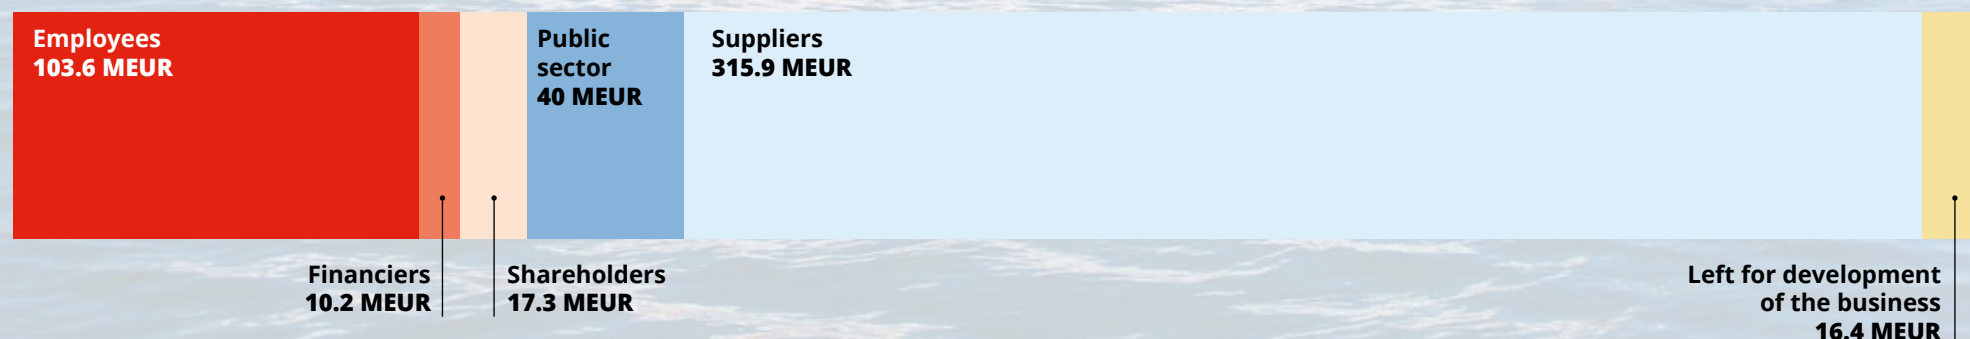 Employees
103.6 MEUR
Public
sector
40 MEUR
Suppliers
315.9 MEUR
Financiers
10.2 MEUR
Shareholders
17.3 MEUR
Left for development
of the business
16.4 MEUR